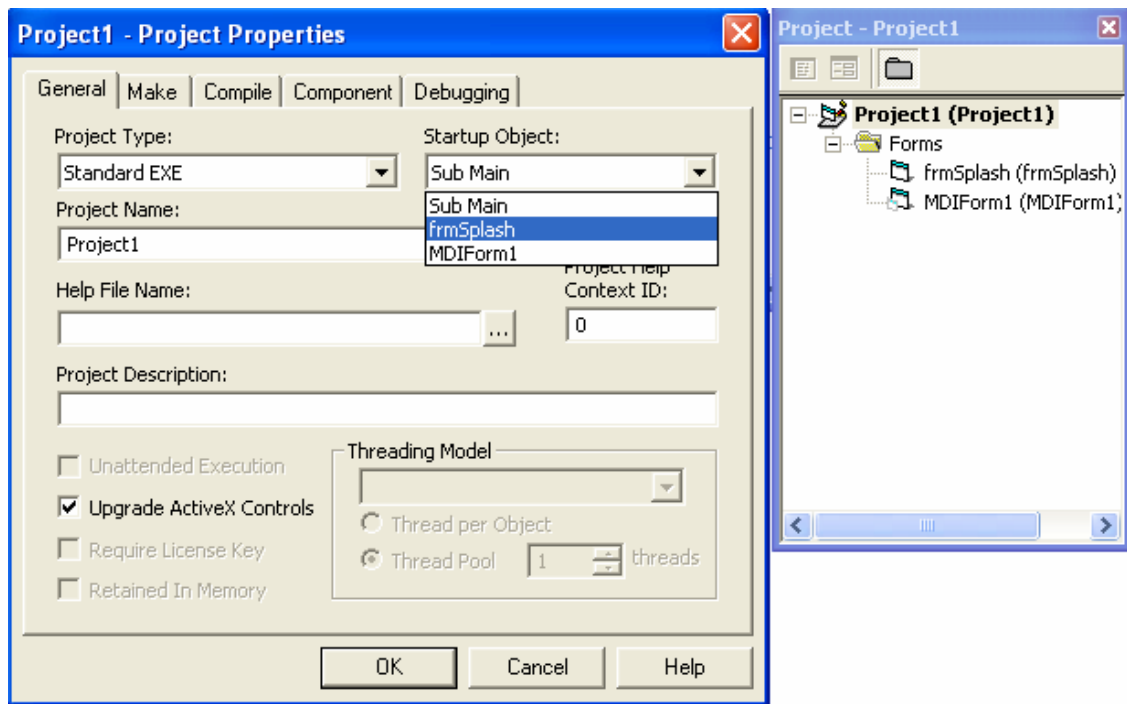 Project1 - Project Properties
General Make Compile Component Debugging
Project Type:
Startup Object:
Standard EXE
Sub Main
Sub Main
frmSplash
MDIForm1
Project Name:
Project1
Project Help
Context ID:
Help File Name:
...
0
Project Description:
Unattended Execution
Upgrade ActiveX Controls
Require License Key
Retained In Memory
Threading Model
Thread per Object
Thread Pool 1 threads
OK Cancel Help
Project - Project1
Project1 (Project1)
Forms
frmSplash (frmSplash)
MDIForm1 (MDIForm1)